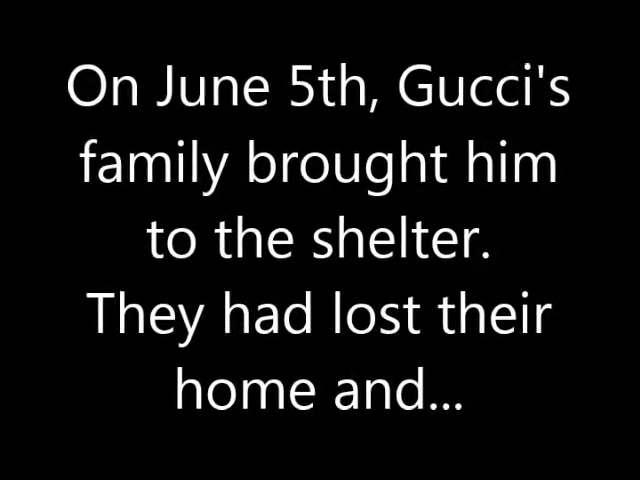 On June 5th, Gucci's
family brought him
to the shelter.
They had lost their
home and...